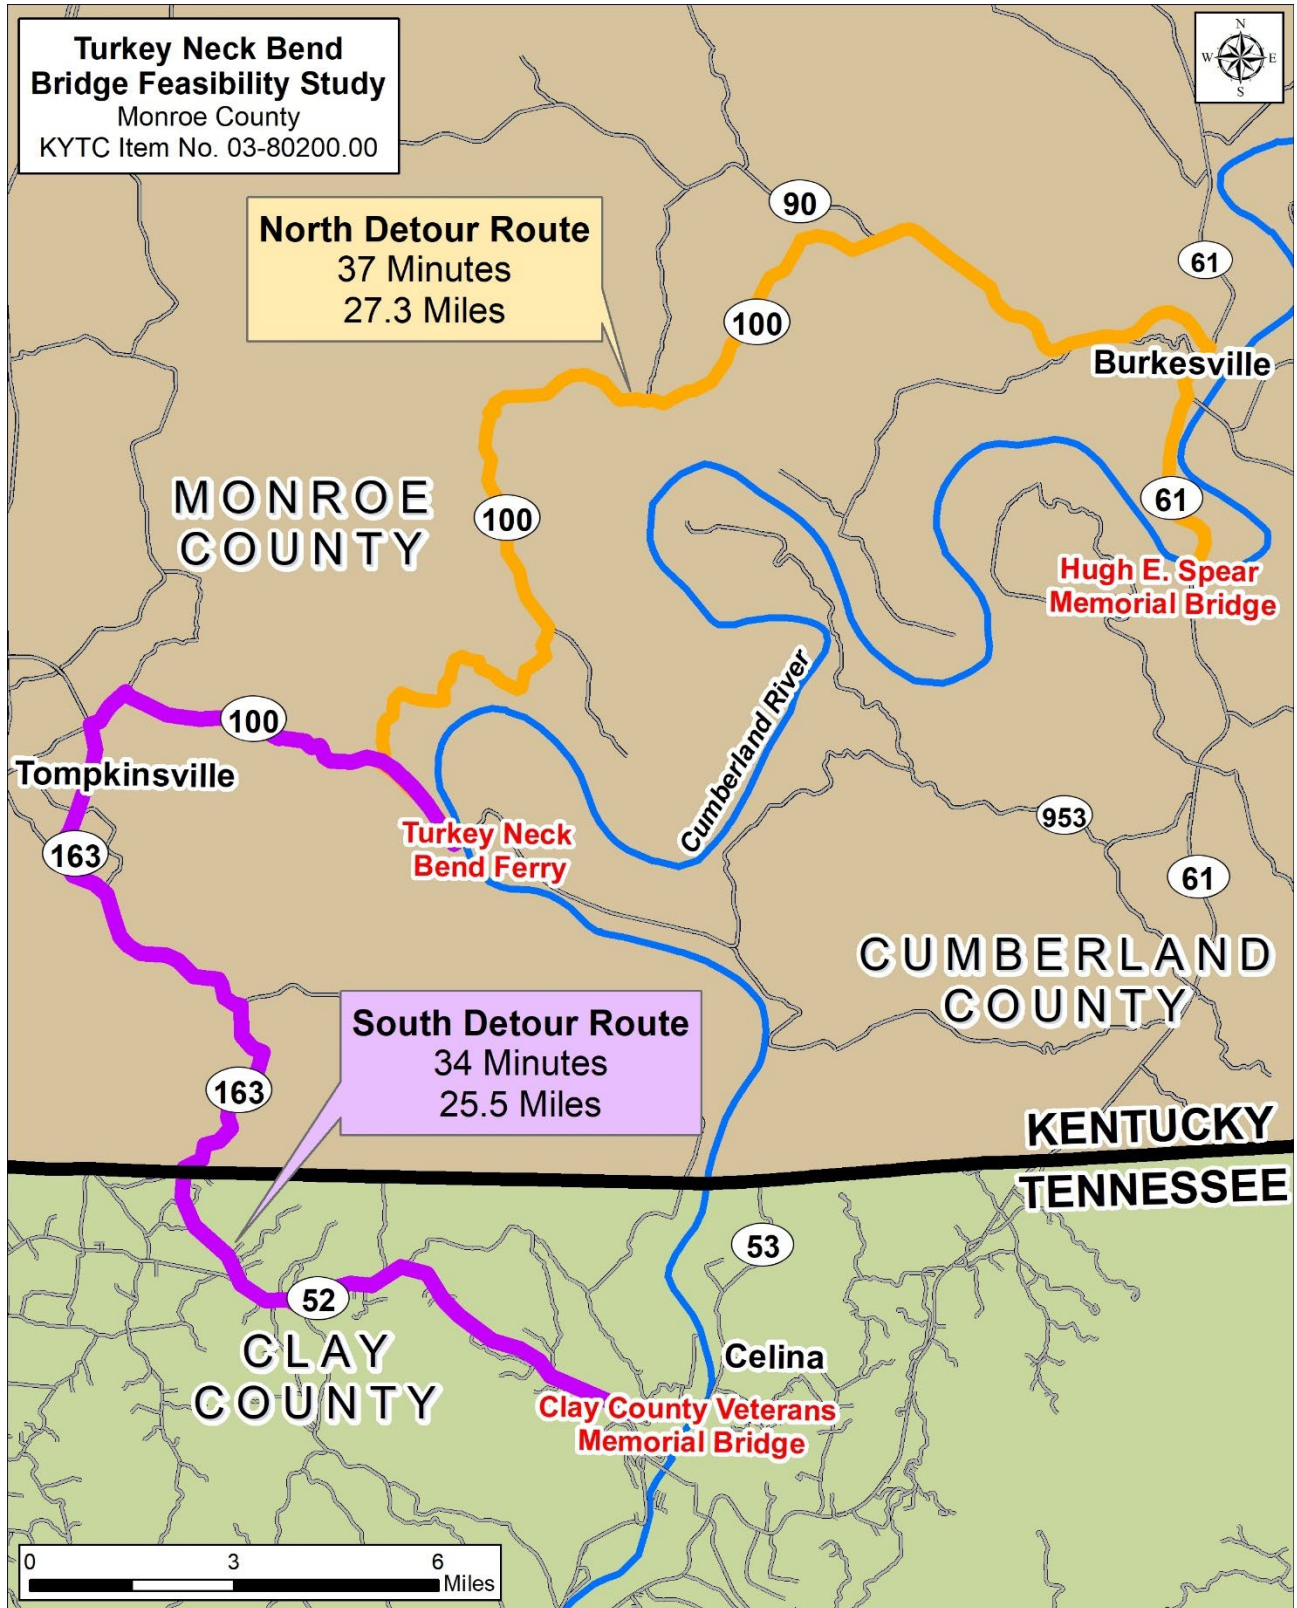 Turkey Neck Bend
Bridge Feasibility Study
Monroe County
KYTC Item No. 03-80200.00
N
W
E
S
North Detour Route
37 Minutes
27.3 Miles
90
61
100
Burkesville
MONROE
COUNTY
100
61
Hugh E. Spear
Memorial Bridge
Cumberland River
100
Tompkinsville
163
Turkey Neck
Bend Ferry
953
61
CUMBERLAND
COUNTY
South Detour Route
34 Minutes
25.5 Miles
163
KENTUCKY
TENNESSEE
53
52
CLAY
COUNTY
Celina
Clay County Veterans
Memorial Bridge
0 3 6
Miles